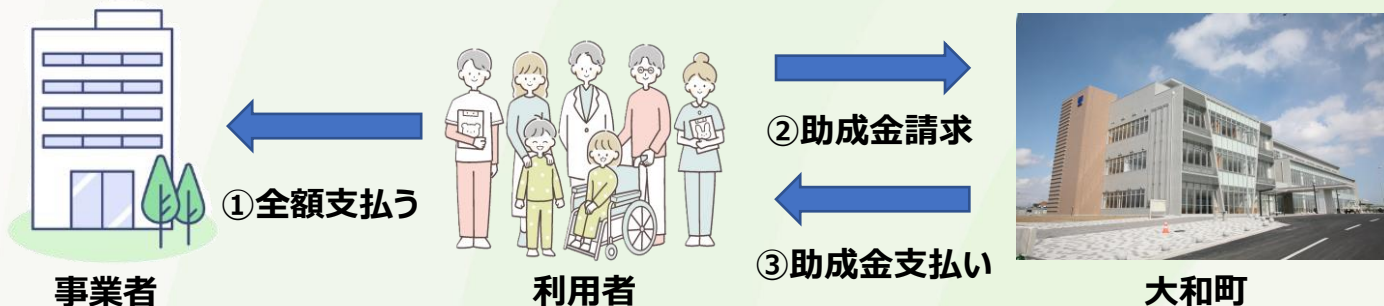 ①全額支払う
②助成金請求
③助成金支払い
事業者
利用者
大和町